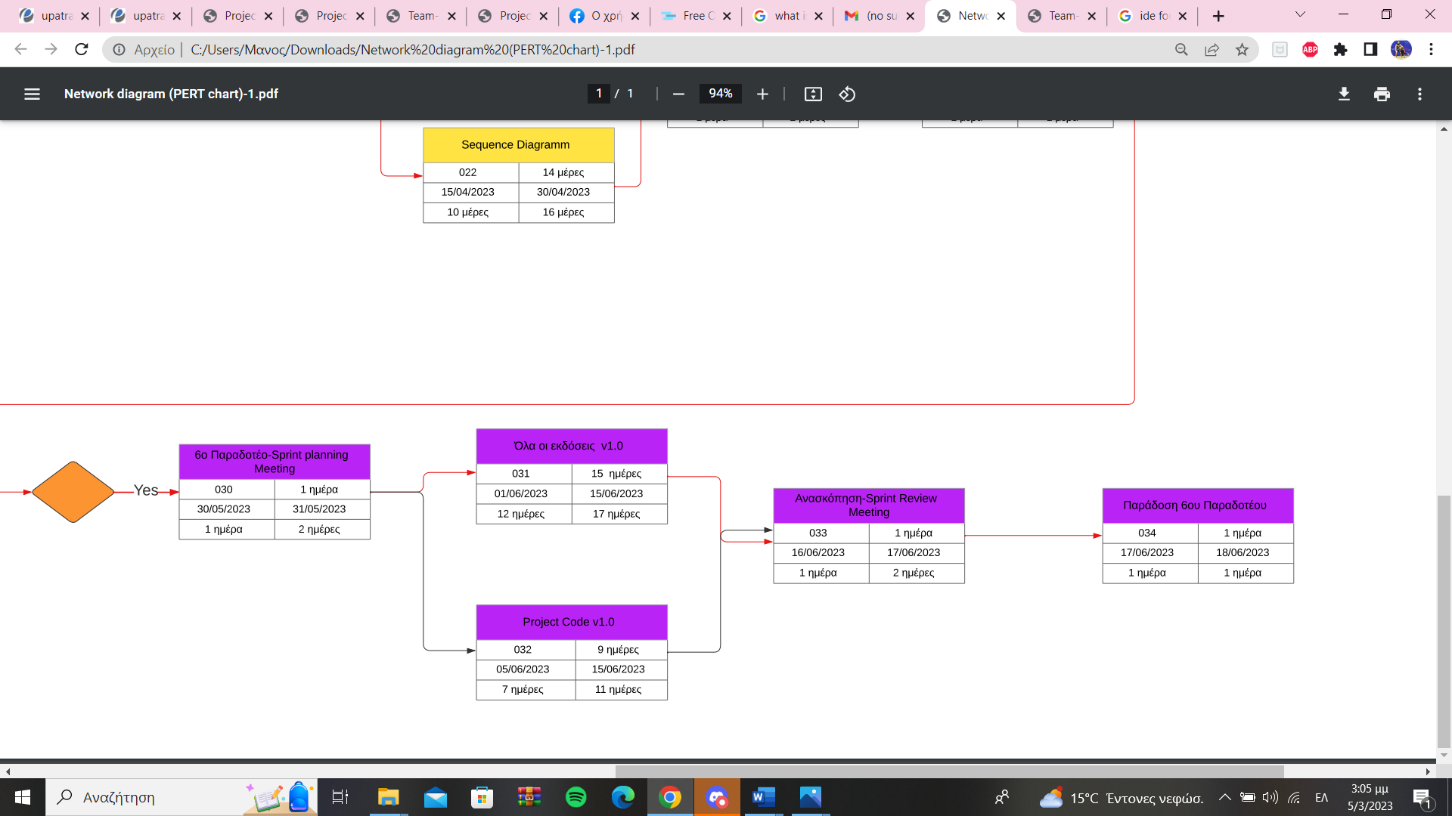 upatra
upatra
Projec
Projec
Team-
Projec
Ο χρή
Free C
what i
(no su
Netwo
Team-
ide fo
Αρχείο | C:/Users/Μανος/Downloads/Network%20diagram%20(PERT%20chart)-1.pdf
ABP
Network diagram (PERT chart)-1.pdf
1 / 1
94%
Sequence Diagramm
022 14 μέρες
15/04/2023 30/04/2023
10 μέρες 16 μέρες
Yes
6ο Παραδοτέο-Sprint planning
Meeting
030 1 ημέρα
30/05/2023 31/05/2023
1 ημέρα 2 μέρες
Όλα οι εκδόσεις v1.0
031 15 ημέρες
01/06/2023 15/06/2023
12 ημέρες 17 ημέρες
Project Code v1.0
032 9 ημέρες
05/06/2023 15/06/2023
7 ημέρες 11 ημέρες
Ανασκόπηση-Sprint Review
Meeting
033 1 ημέρα
16/06/2023 17/06/2023
1 ημέρα 2 ημέρες
Παράδοση 6ου Παραδοτέου
034 1 ημέρα
17/06/2023 18/06/2023
1 ημέρα 1 ημέρα
Αναζήτηση
15°C Έντονες νεφώσ.
ΕΛ
3:05 μμ
5/3/2023
1